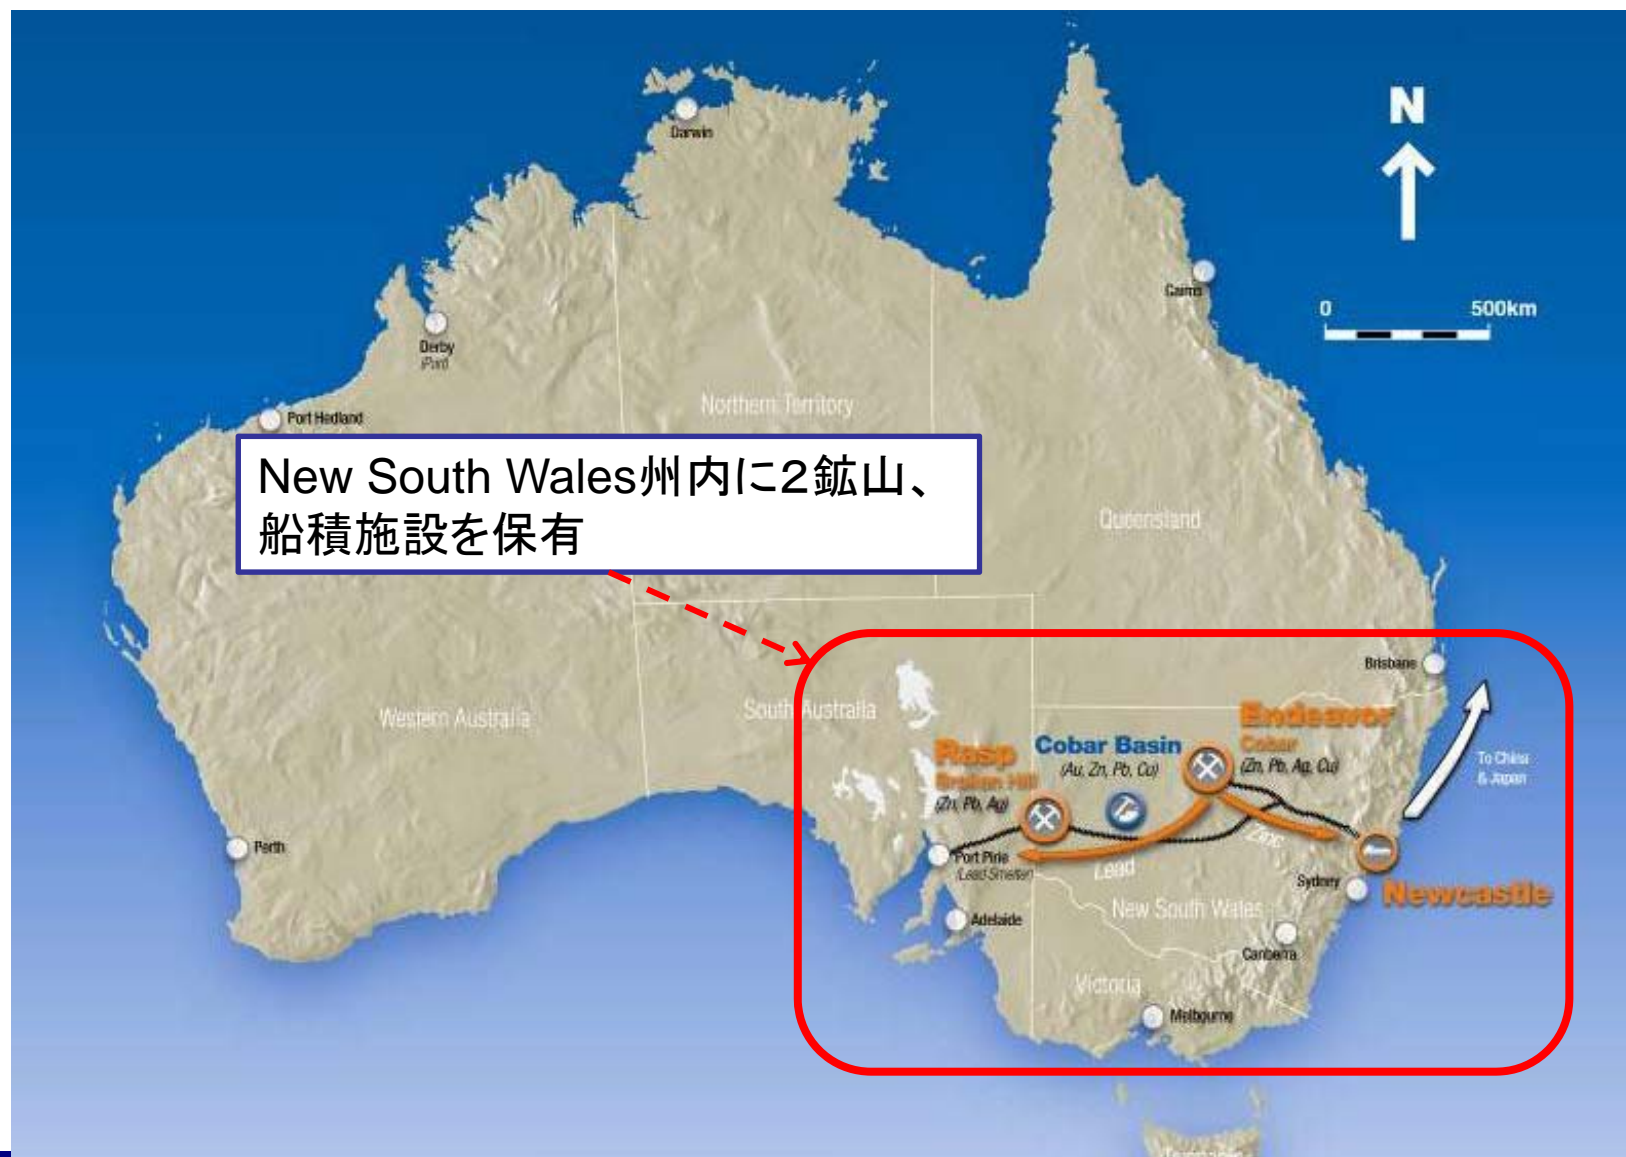 N
0 500km
Darwin
Cairns
Derby
(Port)
Port Hedland
Northern Territory
New South Wales州内に2鉱山、
船積施設を保有
Queensland
Brisbane
Western Australia
South Australia
Endeavor
Cobar
(Zn, Pb, Ag, Cu)
Rasp
Broken Hill
(Zn, Pb, Ag)
Cobar Basin
(Au, Zn, Pb, Cu)
To China
& Japan
Perth
Port Pirie
(Lead Smelter)
Lead
Zinc
Sydney
Newcastle
Adelaide
New South Wales
Canberra
Victoria
Melbourne